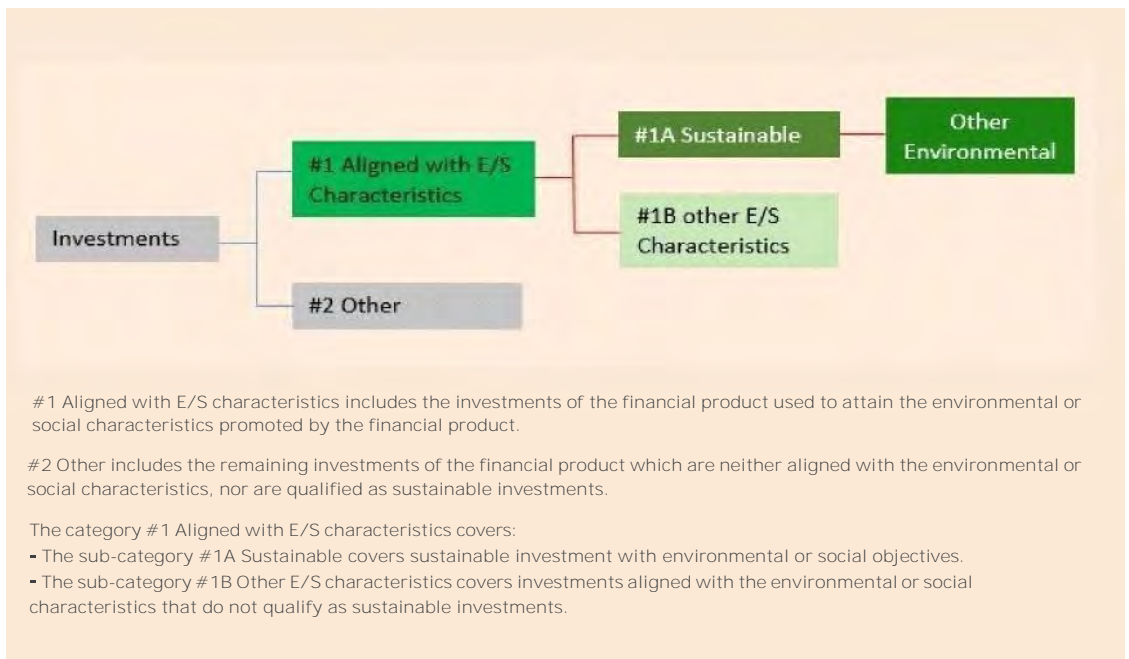 Investments
#1 Aligned with E/S
Characteristics
#2 Other
#1A Sustainable
#1B other E/S
Characteristics
Other
Environmental
#1 Aligned with E/S characteristics includes the investments of the financial product used to attain the environmental or
social characteristics promoted by the financial product.
#2 Other includes the remaining investments of the financial product which are neither aligned with the environmental or
social characteristics, nor are qualified as sustainable investments.
The category #1 Aligned with E/S characteristics covers:
- The sub-category #1A Sustainable covers sustainable investment with environmental or social objectives.
- The sub-category #1B Other E/S characteristics covers investments aligned with the environmental or social
characteristics that do not qualify as sustainable investments.